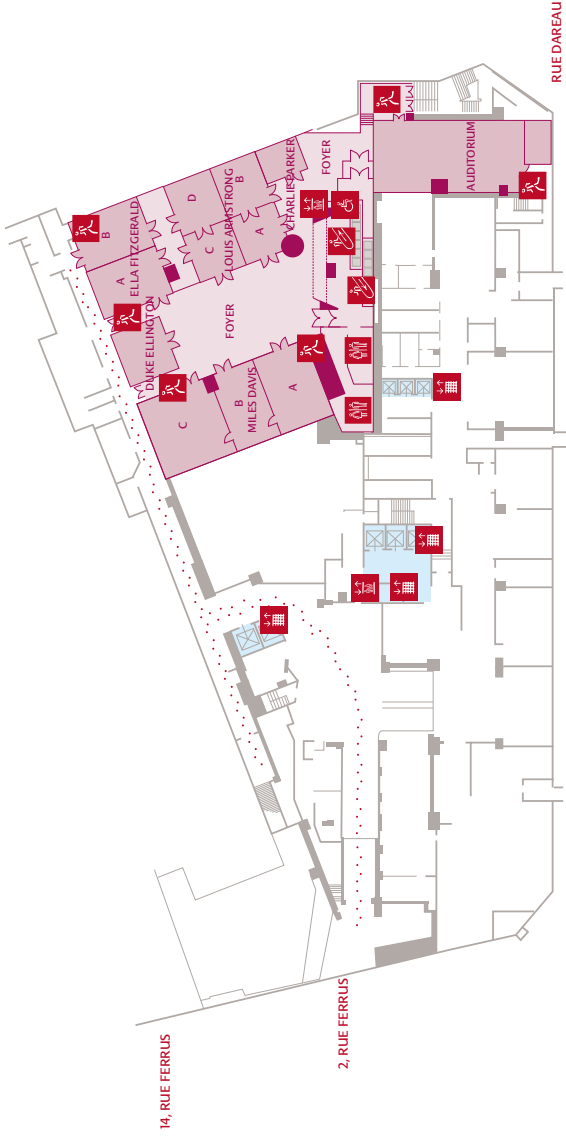 RUE DAREAU
AUDITORIUM
FOYER
CHARLIE PARKER
B
LOUIS ARMSTRONG
A
D
C
B
ELLA FITZGERALD
A
DUKE ELLINGTON
FOYER
A
B
MILES DAVIS
C
2, RUE FERRUS
14, RUE FERRUS